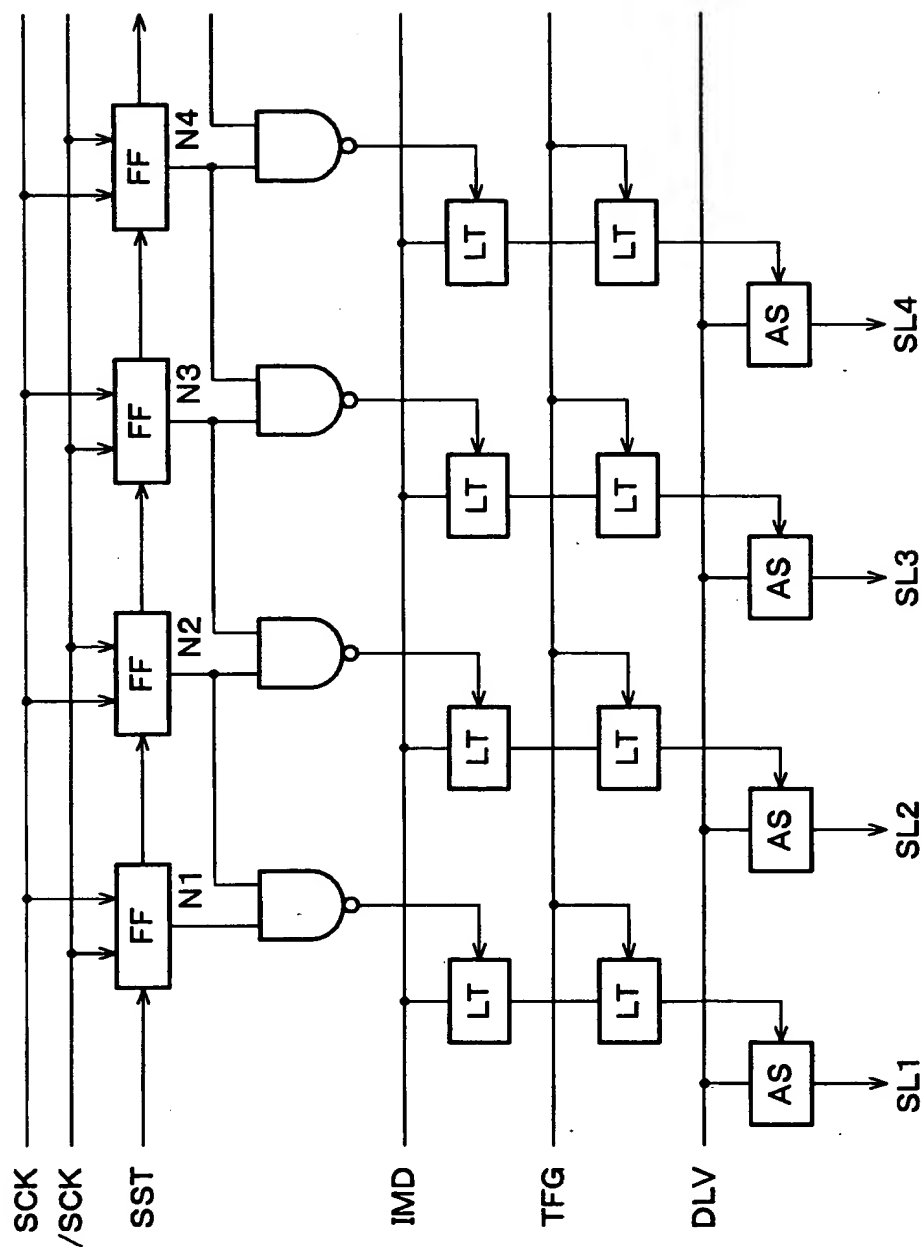 SCK
/SCK
SST
FF
FF
FF
FF
N1
N2
N3
N4
IMD
LT
LT
LT
LT
TFG
LT
LT
LT
LT
DLV
AS
AS
AS
AS
SL1
SL2
SL3
SL4